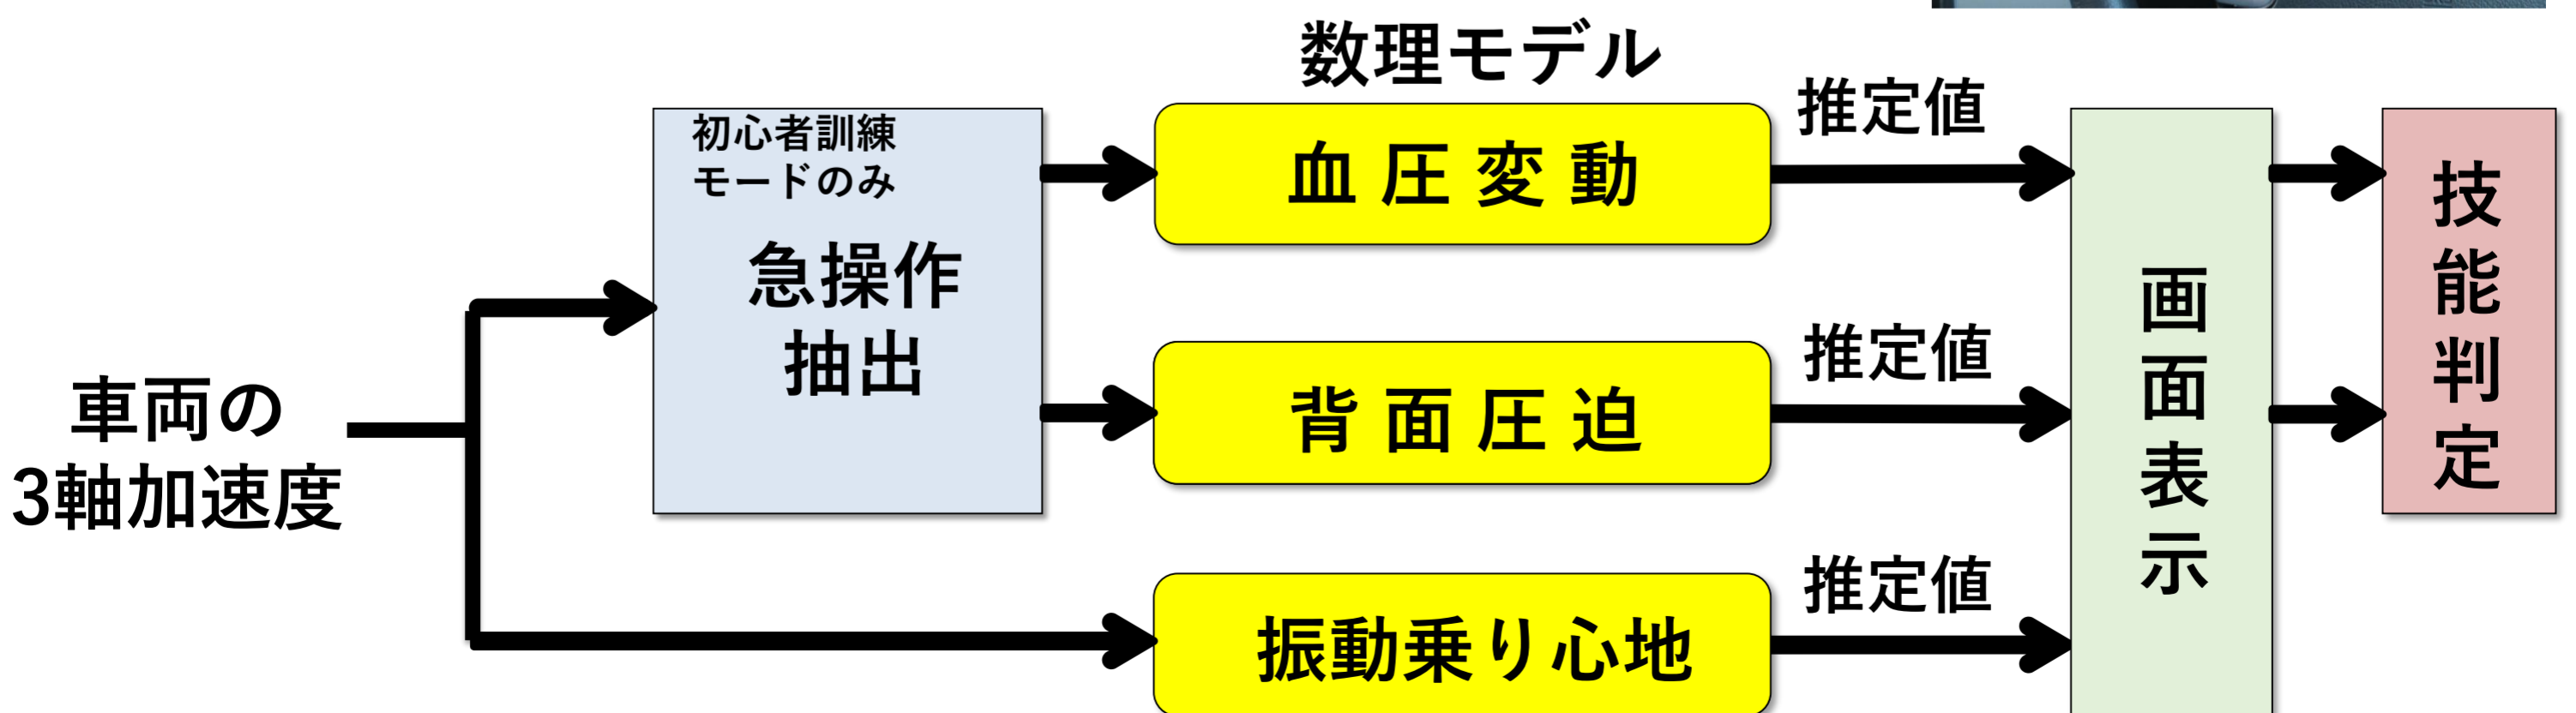 数理モデル
初心者訓練
モードのみ
急操作
抽出
血圧変動
推定値
背面圧迫
推定値
車両の
3軸加速度
振動乗り心地
推定値
画面表示
技能判定